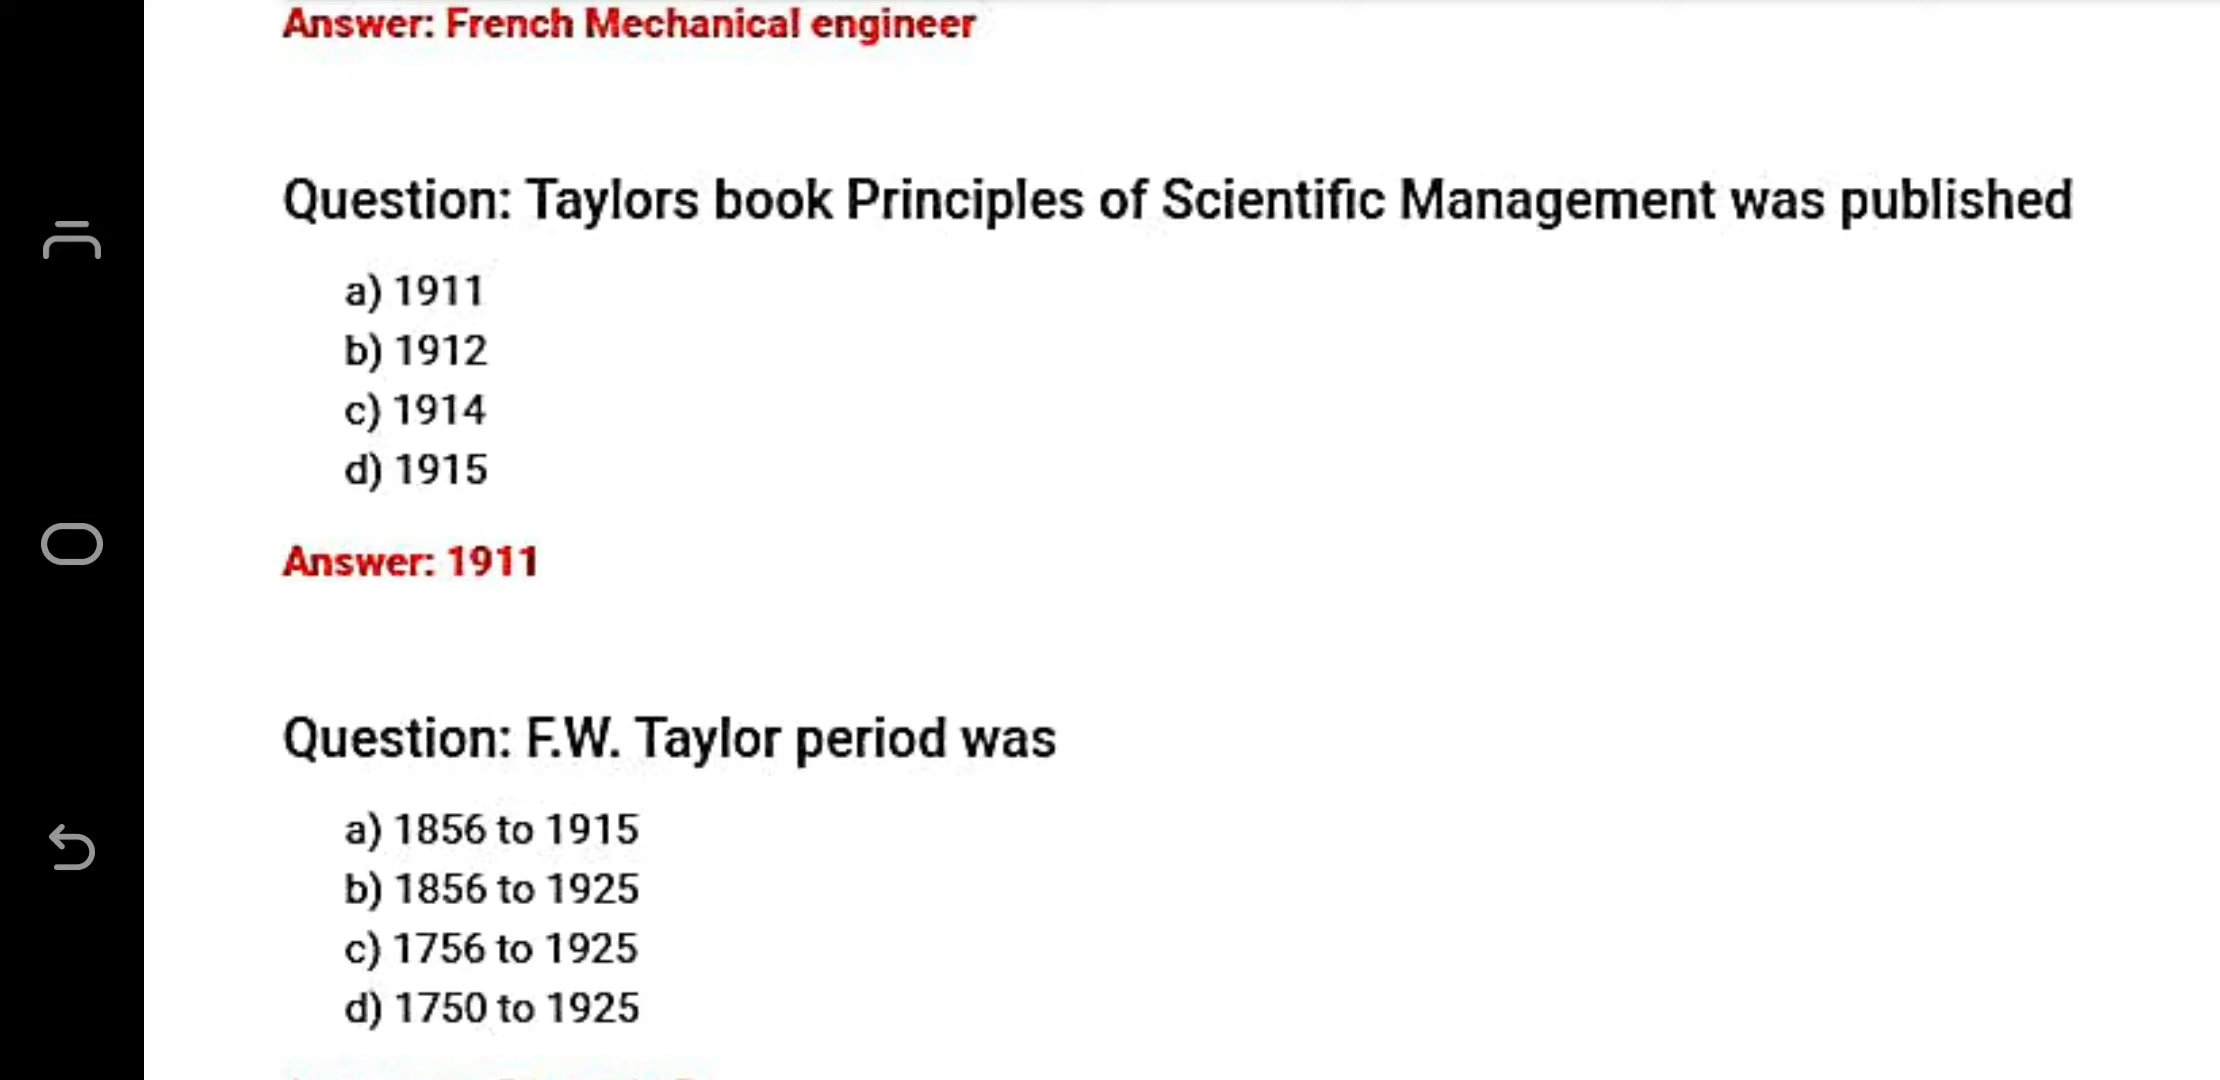 Answer: French Mechanical engineer
Question: Taylors book Principles of Scientific Management was published
a) 1911
b) 1912
c) 1914
d) 1915
Answer: 1911
Question: F.W. Taylor period was
a) 1856 to 1915
b) 1856 to 1925
c) 1756 to 1925
d) 1750 to 1925